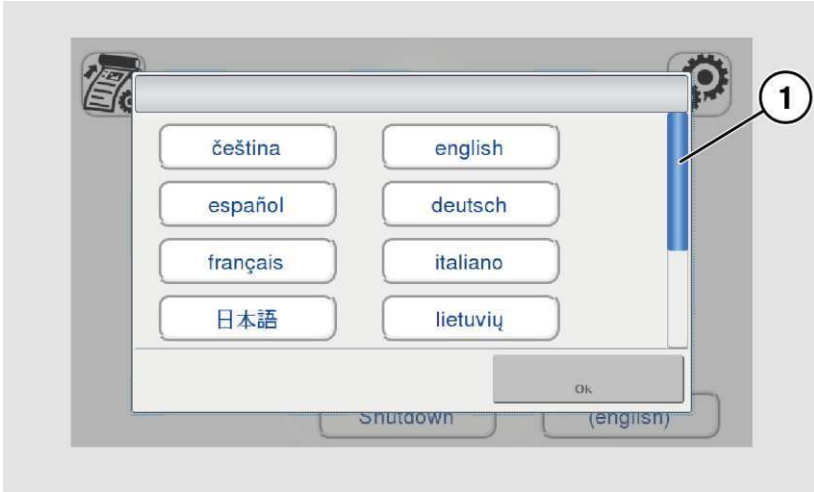 1
čeština english
español deutsch
français italiano
日本語 lietuvių
Ok
Shutdown (english)